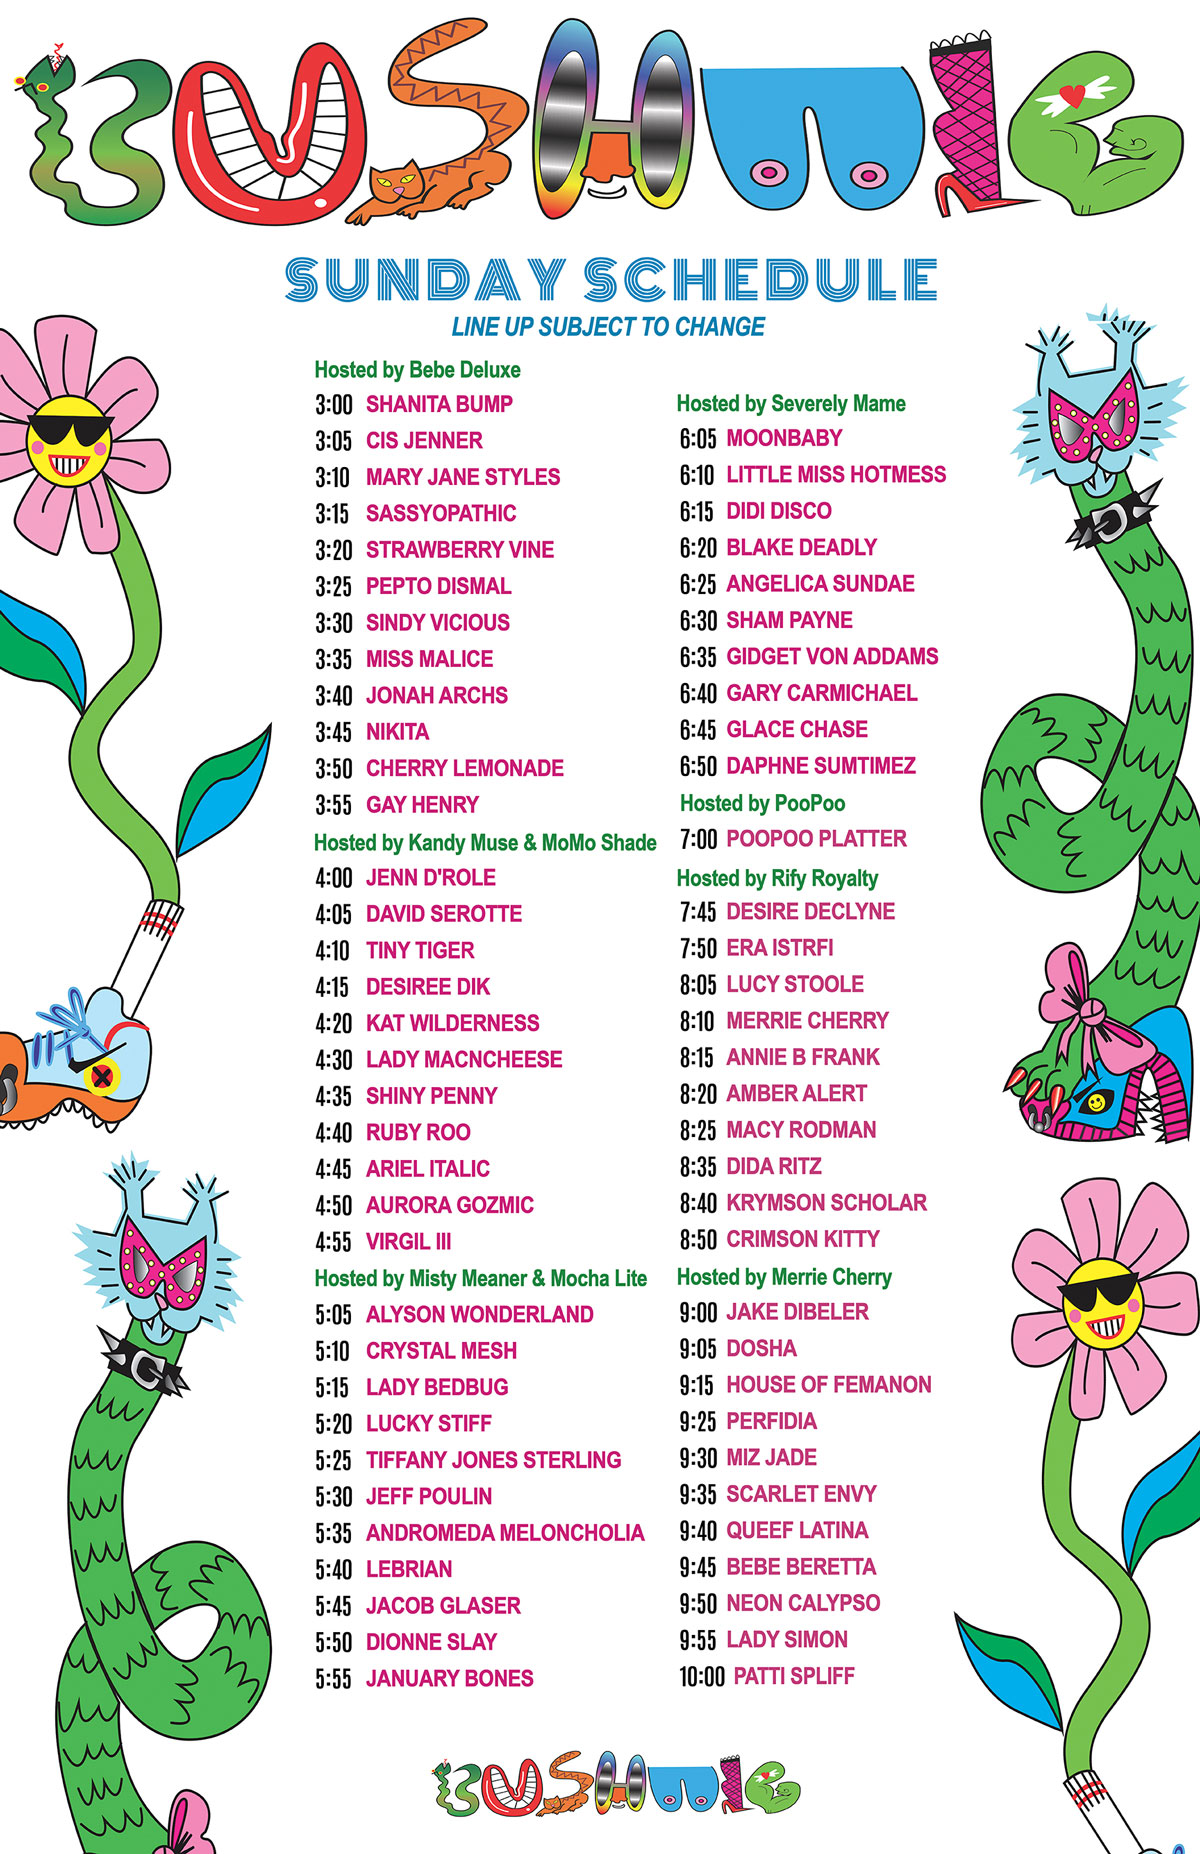 BUSHWIG
SUNDAY SCHEDULE
LINE UP SUBJECT TO CHANGE
Hosted by Bebe Deluxe
3:00 SHANITA BUMP
3:05 CIS JENNER
3:10 MARY JANE STYLES
3:15 SASSYOPATHIC
3:20 STRAWBERRY VINE
3:25 PEPTO DISMAL
3:30 SINDY VICIOUS
3:35 MISS MALICE
3:40 JONAH ARCHS
3:45 NIKITA
3:50 CHERRY LEMONADE
3:55 GAY HENRY
Hosted by Kandy Muse & MoMo Shade
4:00 JENN D'ROLE
4:05 DAVID SEROTTE
4:10 TINY TIGER
4:15 DESIREE DIK
4:20 KAT WILDERNESS
4:30 LADY MACNCHEESE
4:35 SHINY PENNY
4:40 RUBY ROO
4:45 ARIEL ITALIC
4:50 AURORA GOZMIC
4:55 VIRGIL III
Hosted by Misty Meaner & Mocha Lite
5:05 ALYSON WONDERLAND
5:10 CRYSTAL MESH
5:15 LADY BEDBUG
5:20 LUCKY STIFF
5:25 TIFFANY JONES STERLING
5:30 JEFF POULIN
5:35 ANDROMEDA MELONCHOLIA
5:40 LEBRIAN
5:45 JACOB GLASER
5:50 DIONNE SLAY
5:55 JANUARY BONES
Hosted by Severely Mame
6:05 MOONBABY
6:10 LITTLE MISS HOTMESS
6:15 DIDI DISCO
6:20 BLAKE DEADLY
6:25 ANGELICA SUNDAE
6:30 SHAM PAYNE
6:35 GIDGET VON ADDAMS
6:40 GARY CARMICHAEL
6:45 GLACE CHASE
6:50 DAPHNE SUMTIMEZ
Hosted by PooPoo
7:00 POOPOO PLATTER
Hosted by Rify Royalty
7:45 DESIRE DECLYNE
7:50 ERA ISTRFI
8:05 LUCY STOOLE
8:10 MERRIE CHERRY
8:15 ANNIE B FRANK
8:20 AMBER ALERT
8:25 MACY RODMAN
8:35 DIDA RITZ
8:40 KRYMSON SCHOLAR
8:50 CRIMSON KITTY
Hosted by Merrie Cherry
9:00 JAKE DIBELER
9:05 DOSHA
9:15 HOUSE OF FEMANON
9:25 PERFIDIA
9:30 MIZ JADE
9:35 SCARLET ENVY
9:40 QUEEF LATINA
9:45 BEBE BERETTA
9:50 NEON CALYPSO
9:55 LADY SIMON
10:00 PATTI SPLIFF
BUSHWIG